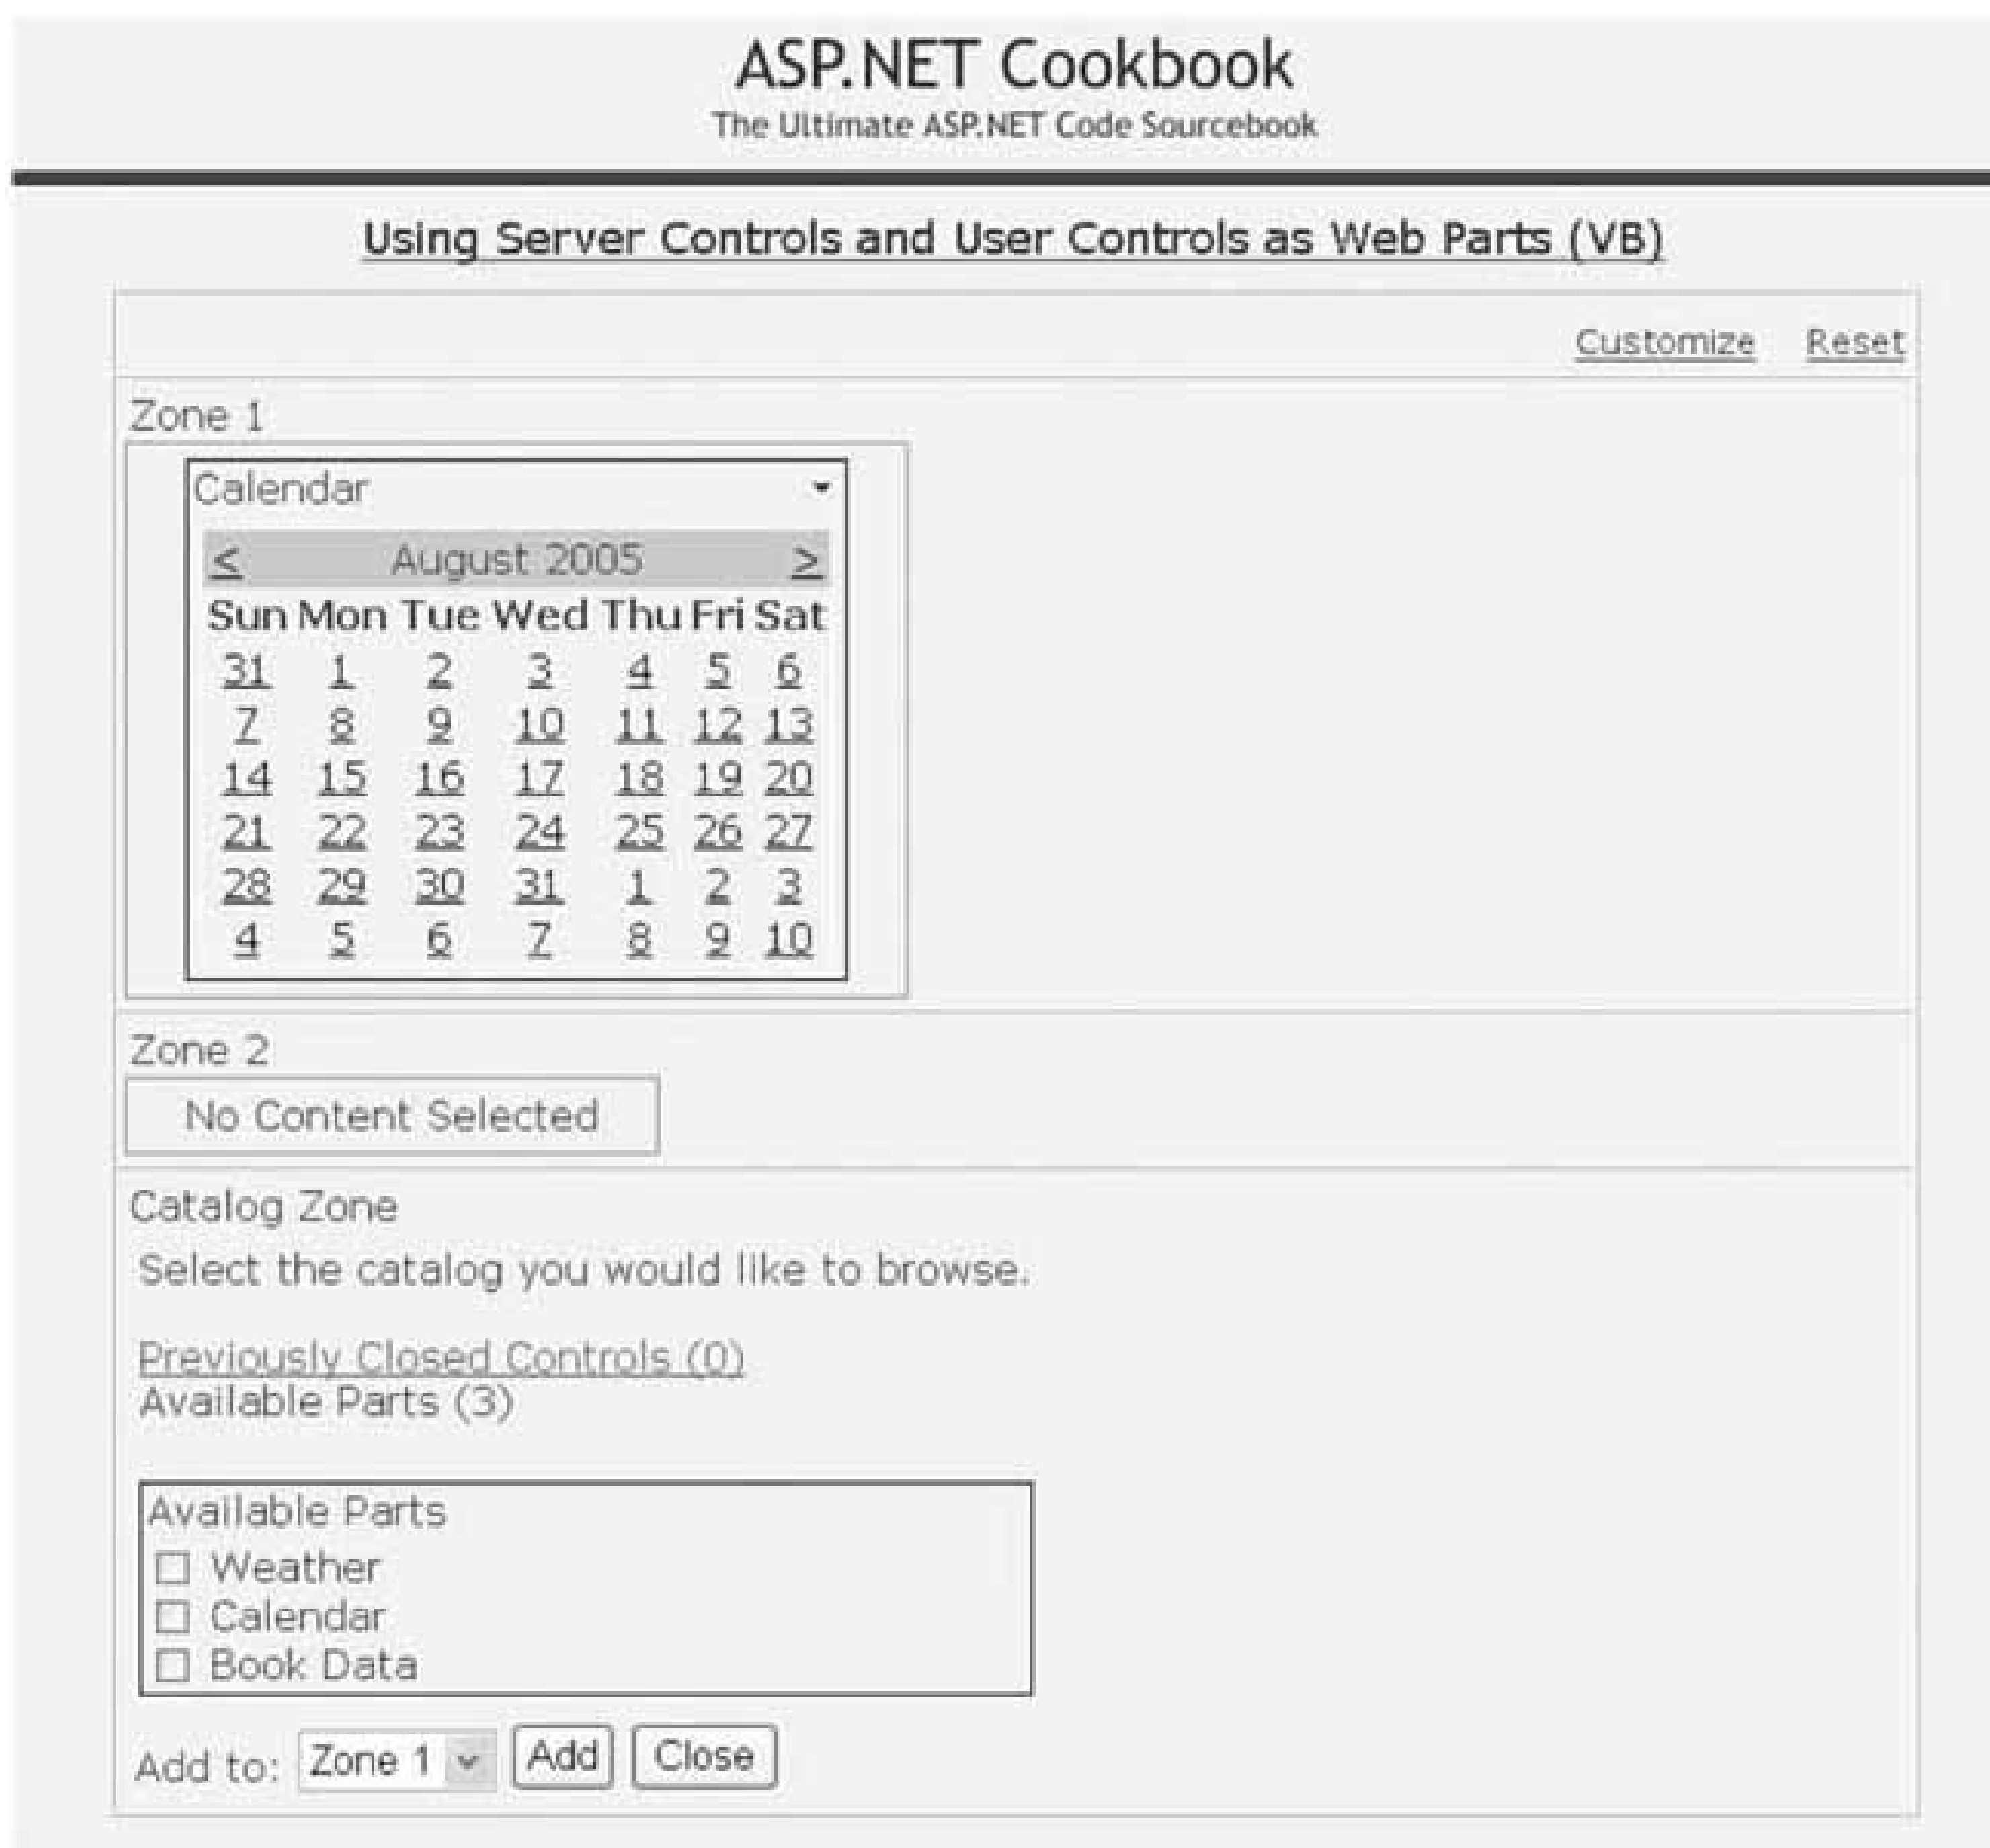 ASP.NET Cookbook
The Ultimate ASP.NET Code Sourcebook
Using Server Controls and User Controls as Web Parts (VB)
Customize Reset
Zone 1
Calendar
< August 2005 >
Sun Mon Tue Wed Thu Fri Sat
31 1 2 3 4 5 6
7 8 9 10 11 12 13
14 15 16 17 18 19 20
21 22 23 24 25 26 27
28 29 30 31 1 2 3
4 5 6 7 8 9 10
Zone 2
No Content Selected
Catalog Zone
Select the catalog you would like to browse.
Previously Closed Controls (0)
Available Parts (3)
Available Parts
Weather
Calendar
Book Data
Add to: Zone 1 Add Close